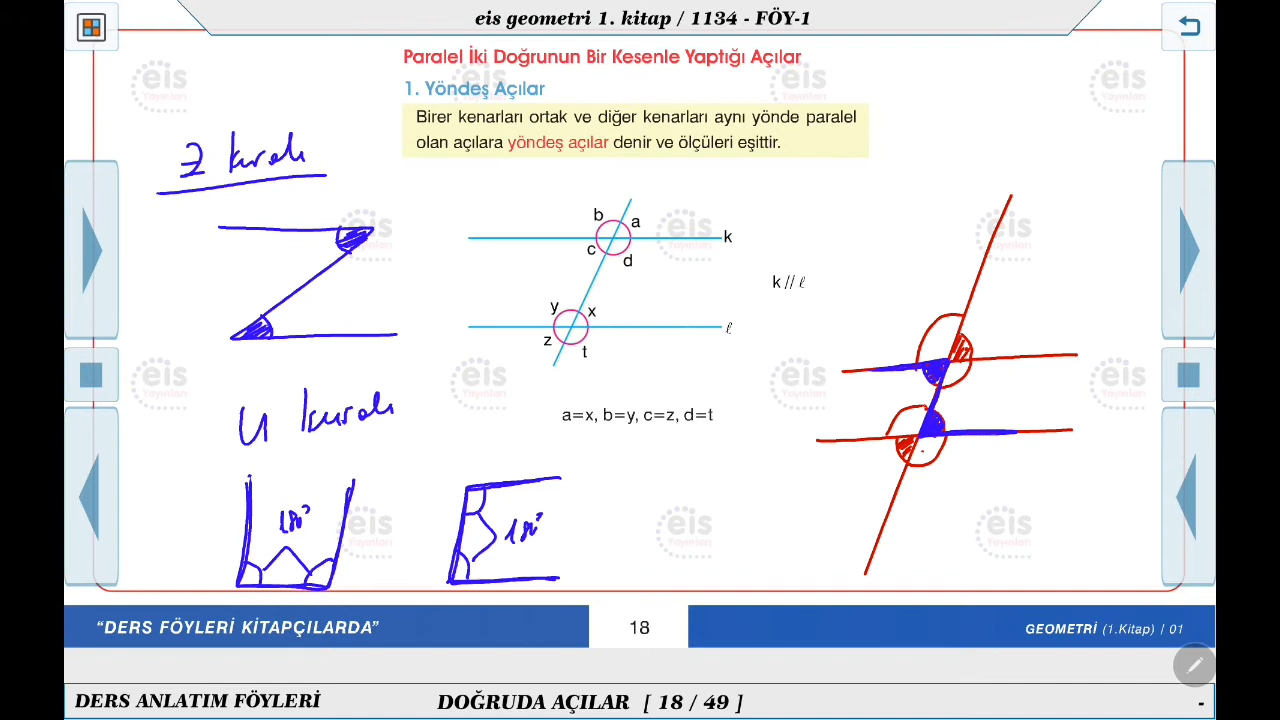 eis geometri 1. kitap / 1134 - FÖY-1
Paralel İki Doğrunun Bir Kesenle Yaptığı Açılar
1. Yöndeş Açılar
Birer kenarları ortak ve diğer kenarları aynı yönde paralel
olan açılara yöndeş açılar denir ve ölçüleri eşittir.
Z kuralı
b
a
k
c
d
k // ℓ
y
x
ℓ
z
t
a=x, b=y, c=z, d=t
U kuralı
180°
180°
eis
Yayınları
"DERS FÖYLERİ KİTAPÇILARDA"
18
GEOMETRİ (1.Kitap) / 01
DERS ANLATIM FÖYLERİ
DOĞRUDA AÇILAR [ 18 / 49 ]
-